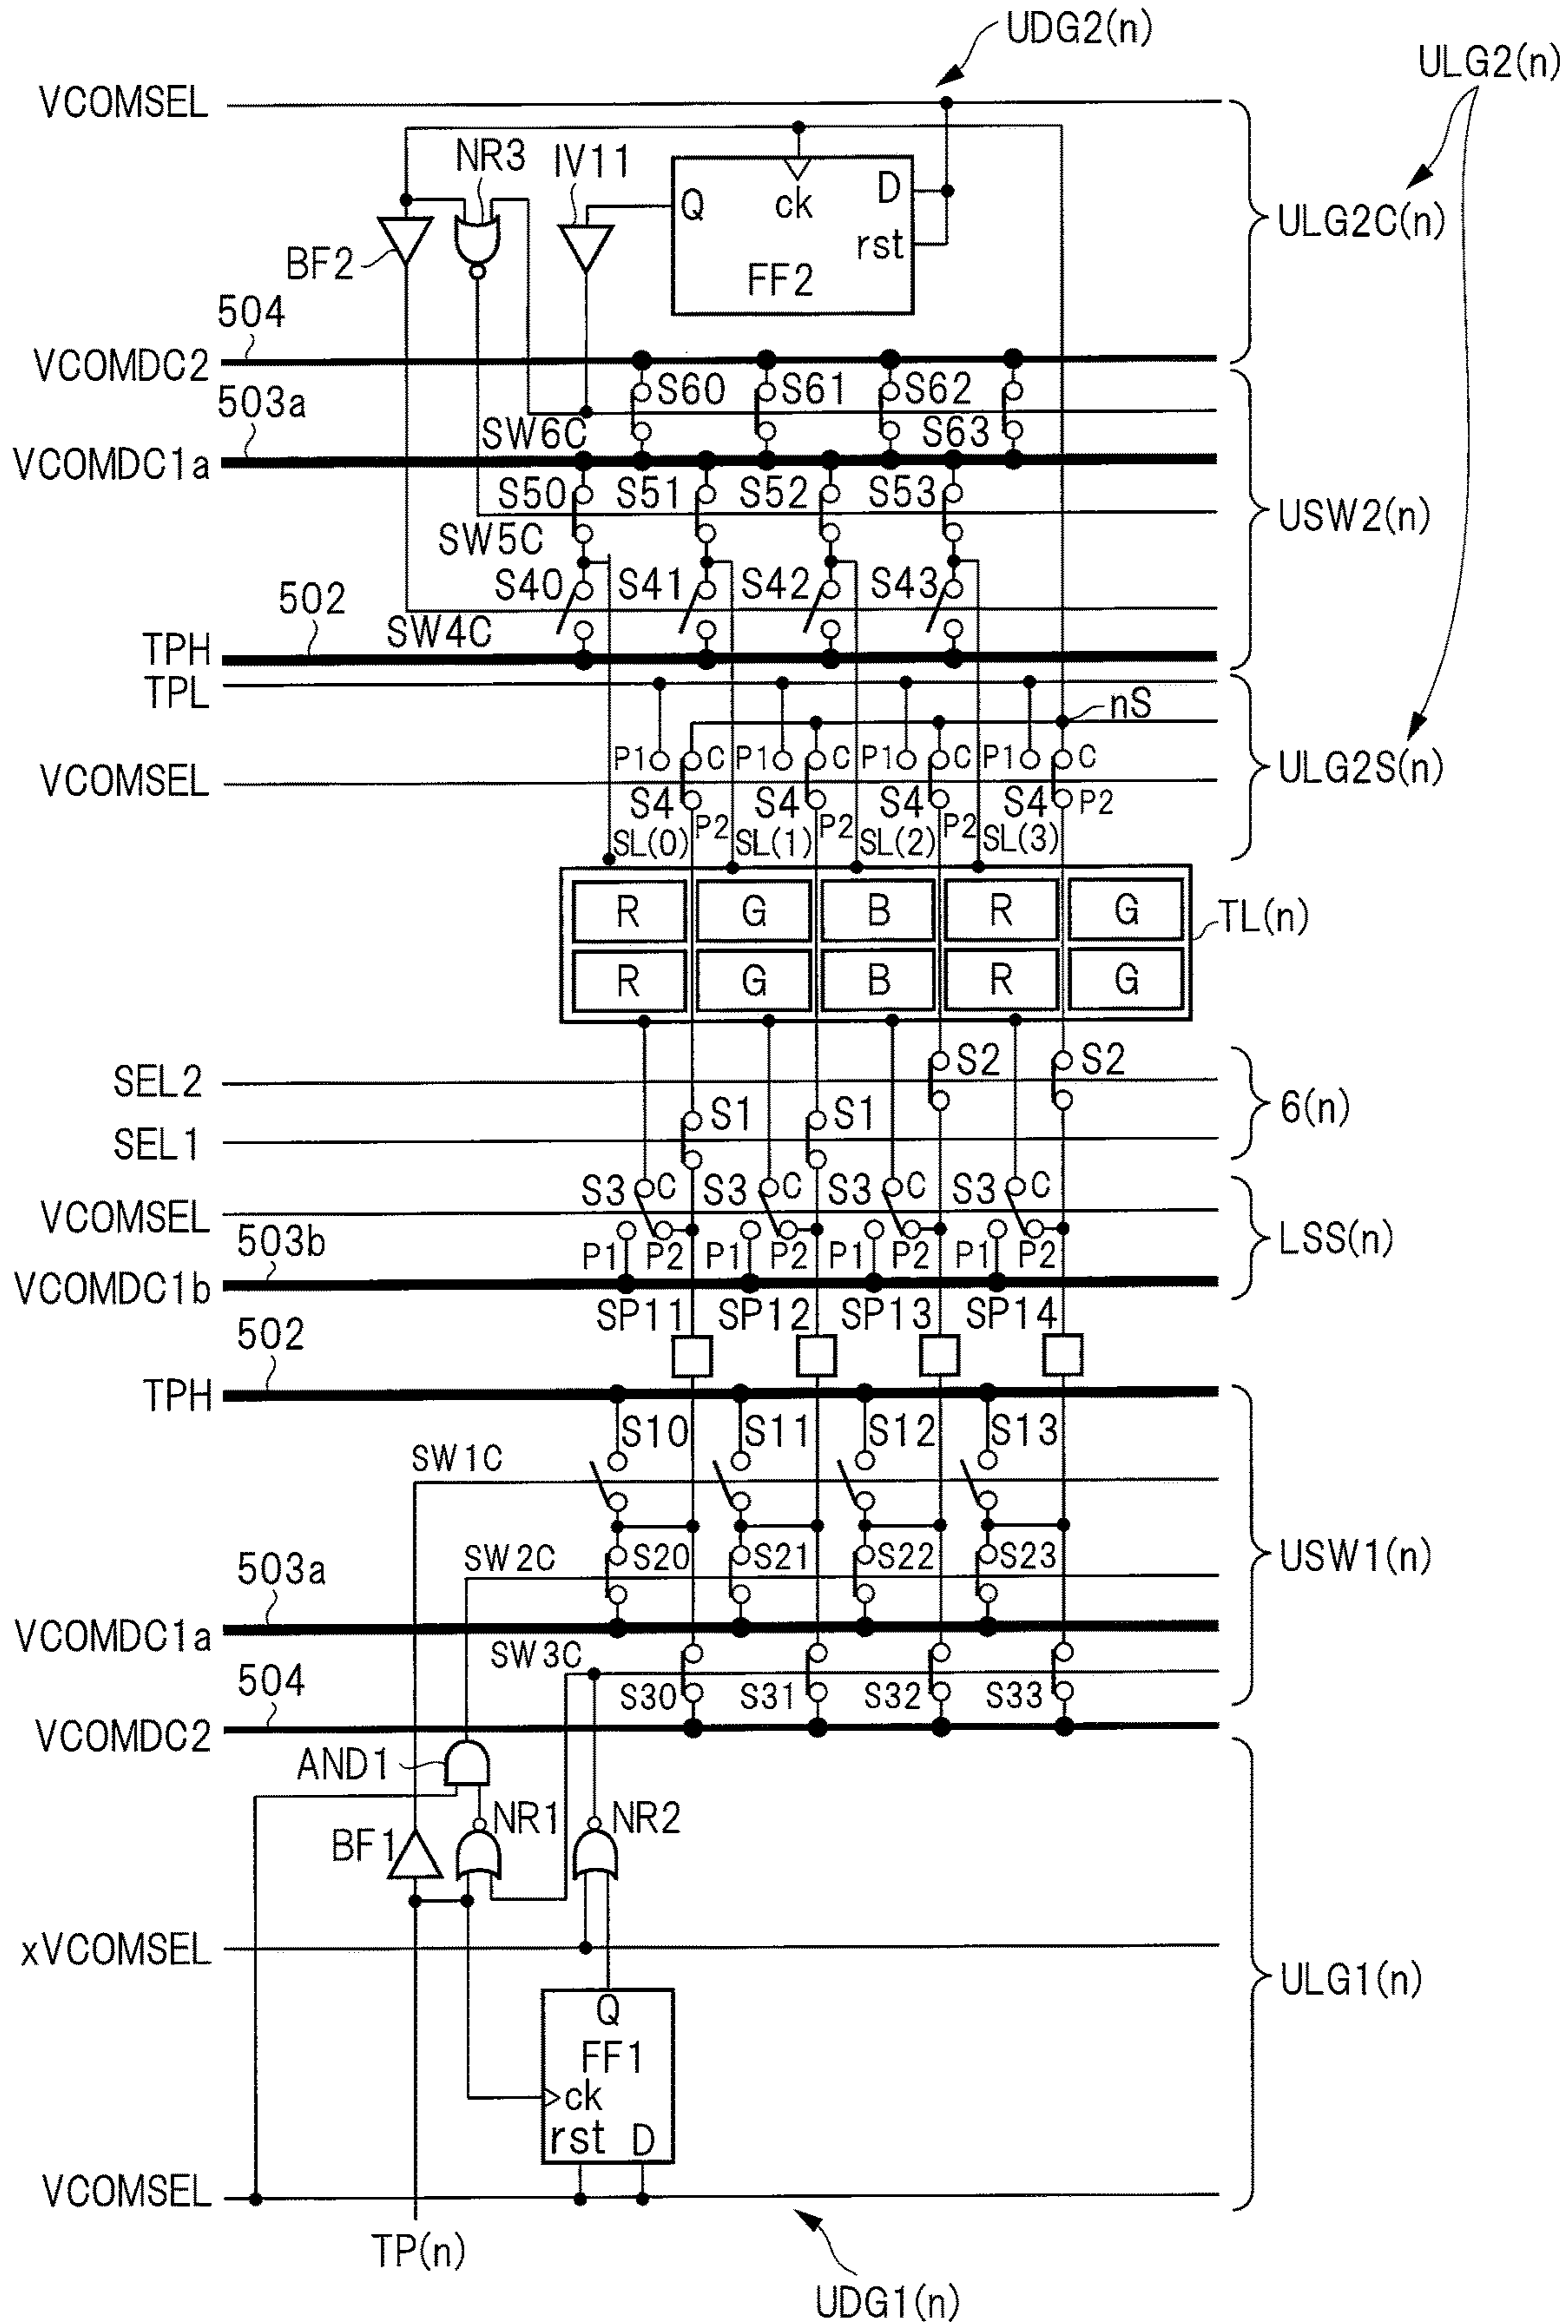 UDG2(n)
ULG2(n)
VCOMSEL
NR3 IV11
Q ck D
rst
FF2
BF2
ULG2C(n)
504
VCOMDC2
503a
S60 S61 S62
SW6C S63
VCOMDC1a
S50 S51 S52 S53
SW5C
USW2(n)
S40 S41 S42 S43
502
SW4C
TPH
TPL
nS
P1 C P1 C P1 C P1 C
VCOMSEL
ULG2S(n)
S4 P2 S4 P2 S4 P2 S4 P2
SL(0) SL(1) SL(2) SL(3)
R G B R G
TL(n)
R G B R G
SEL2 S2 S2
6(n)
SEL1 S1 S1
S3 C S3 C S3 C S3 C
VCOMSEL
LSS(n)
503b
P1 P2 P1 P2 P1 P2 P1 P2
VCOMDC1b
SP11 SP12 SP13 SP14
502
TPH
S10 S11 S12 S13
SW1C
USW1(n)
SW2C S20 S21 S22 S23
503a
VCOMDC1a
SW3C
504
S30 S31 S32 S33
VCOMDC2
AND1
NR1 NR2
BF1
xVCOMSEL
ULG1(n)
Q
FF1
ck
rst D
VCOMSEL
TP(n)
UDG1(n)